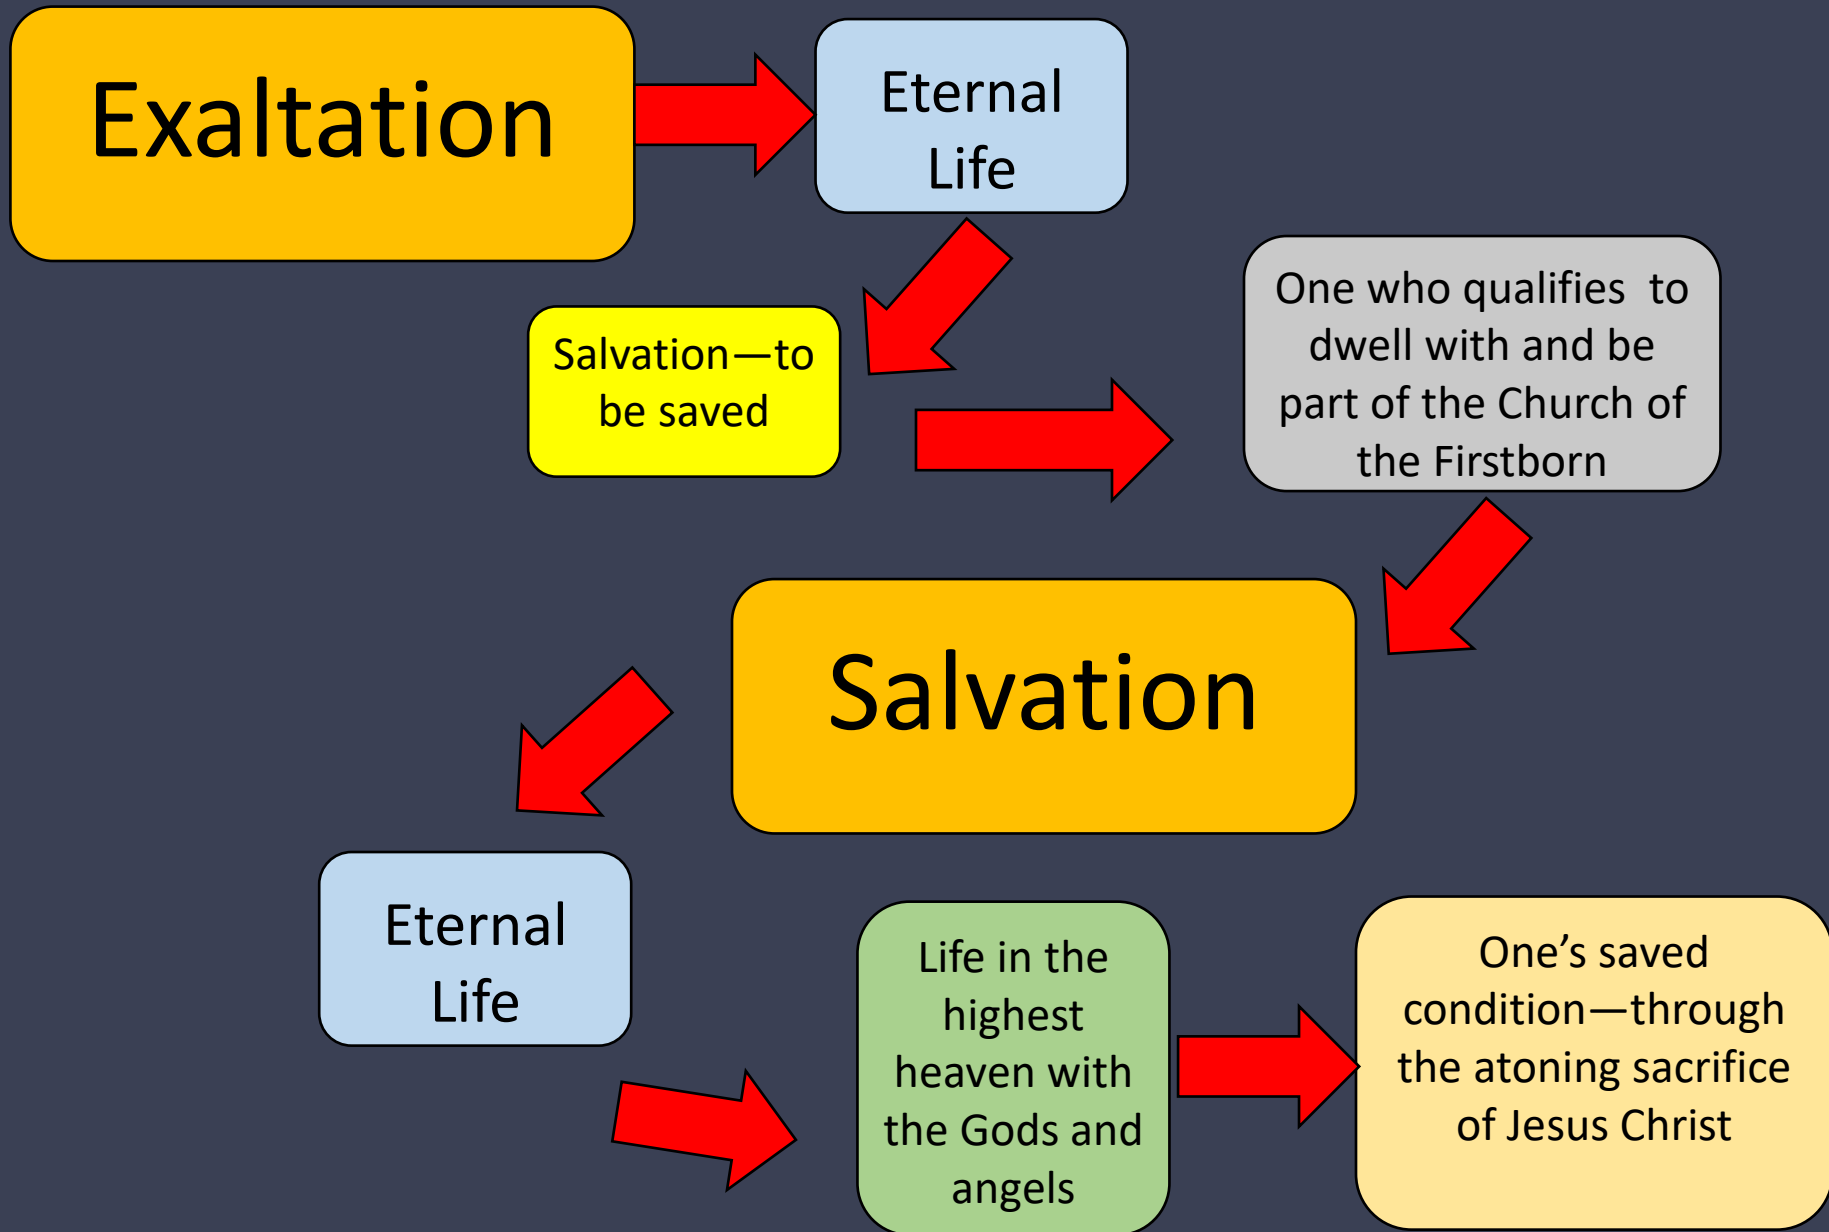 Exaltation
Eternal
Life
Salvation—to
be saved
One who qualifies  to
dwell with and be
part of the Church of
the Firstborn
Salvation
Eternal
Life
Life in the
highest
heaven with
the Gods and
angels
One’s saved
condition—through
the atoning sacrifice
of Jesus Christ